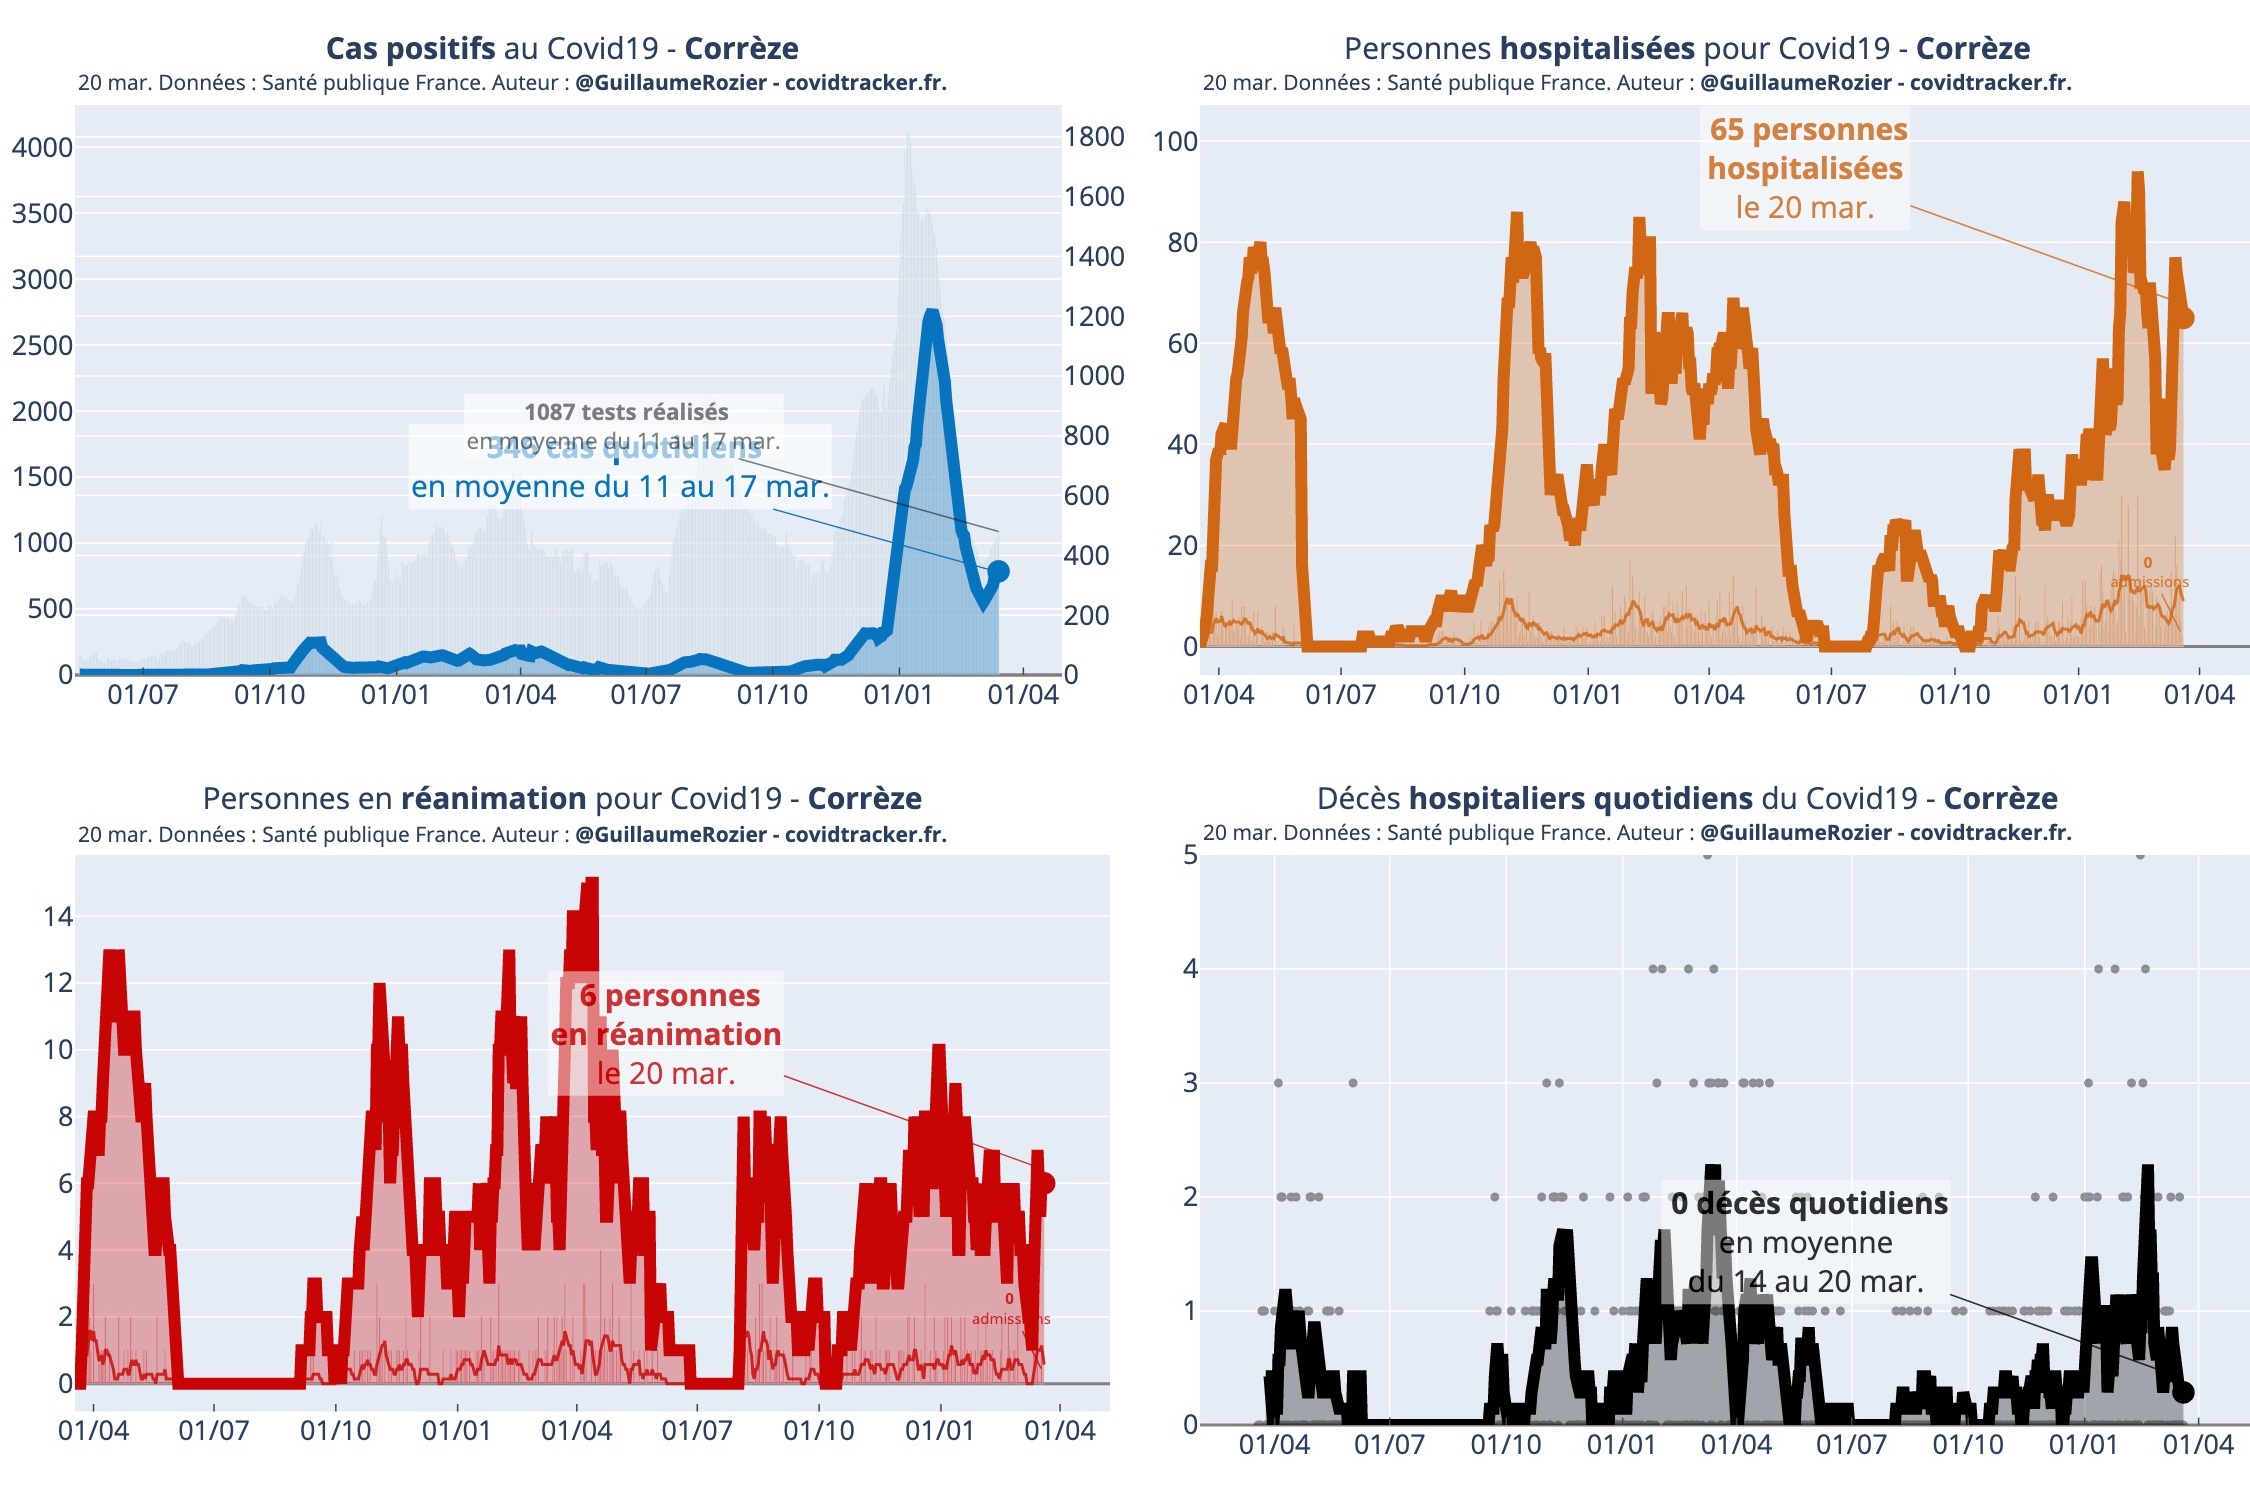 Cas positifs au Covid19 - Corrèze
20 mar. Données : Santé publique France. Auteur : @GuillaumeRozier - covidtracker.fr.
4000
3500
3000
2500
2000
1500
1000
500
0
1800
1600
1400
1200
1000
800
600
400
200
0
1087 tests réalisés
en moyenne du 11 au 17 mar.
346 cas quotidiens
en moyenne du 11 au 17 mar.
01/07 01/10 01/01 01/04 01/07 01/10 01/01 01/04
Personnes hospitalisées pour Covid19 - Corrèze
20 mar. Données : Santé publique France. Auteur : @GuillaumeRozier - covidtracker.fr.
100
80
60
40
20
0
65 personnes
hospitalisées
le 20 mar.
0
admissions
01/04 01/07 01/10 01/01 01/04 01/07 01/10 01/01 01/04
Personnes en réanimation pour Covid19 - Corrèze
20 mar. Données : Santé publique France. Auteur : @GuillaumeRozier - covidtracker.fr.
14
12
10
8
6
4
2
0
6 personnes
en réanimation
le 20 mar.
0
admissions
01/04 01/07 01/10 01/01 01/04 01/07 01/10 01/01 01/04
Décès hospitaliers quotidiens du Covid19 - Corrèze
20 mar. Données : Santé publique France. Auteur : @GuillaumeRozier - covidtracker.fr.
5
4
3
2
1
0
0 décès quotidiens
en moyenne
du 14 au 20 mar.
01/04 01/07 01/10 01/01 01/04 01/07 01/10 01/01 01/04